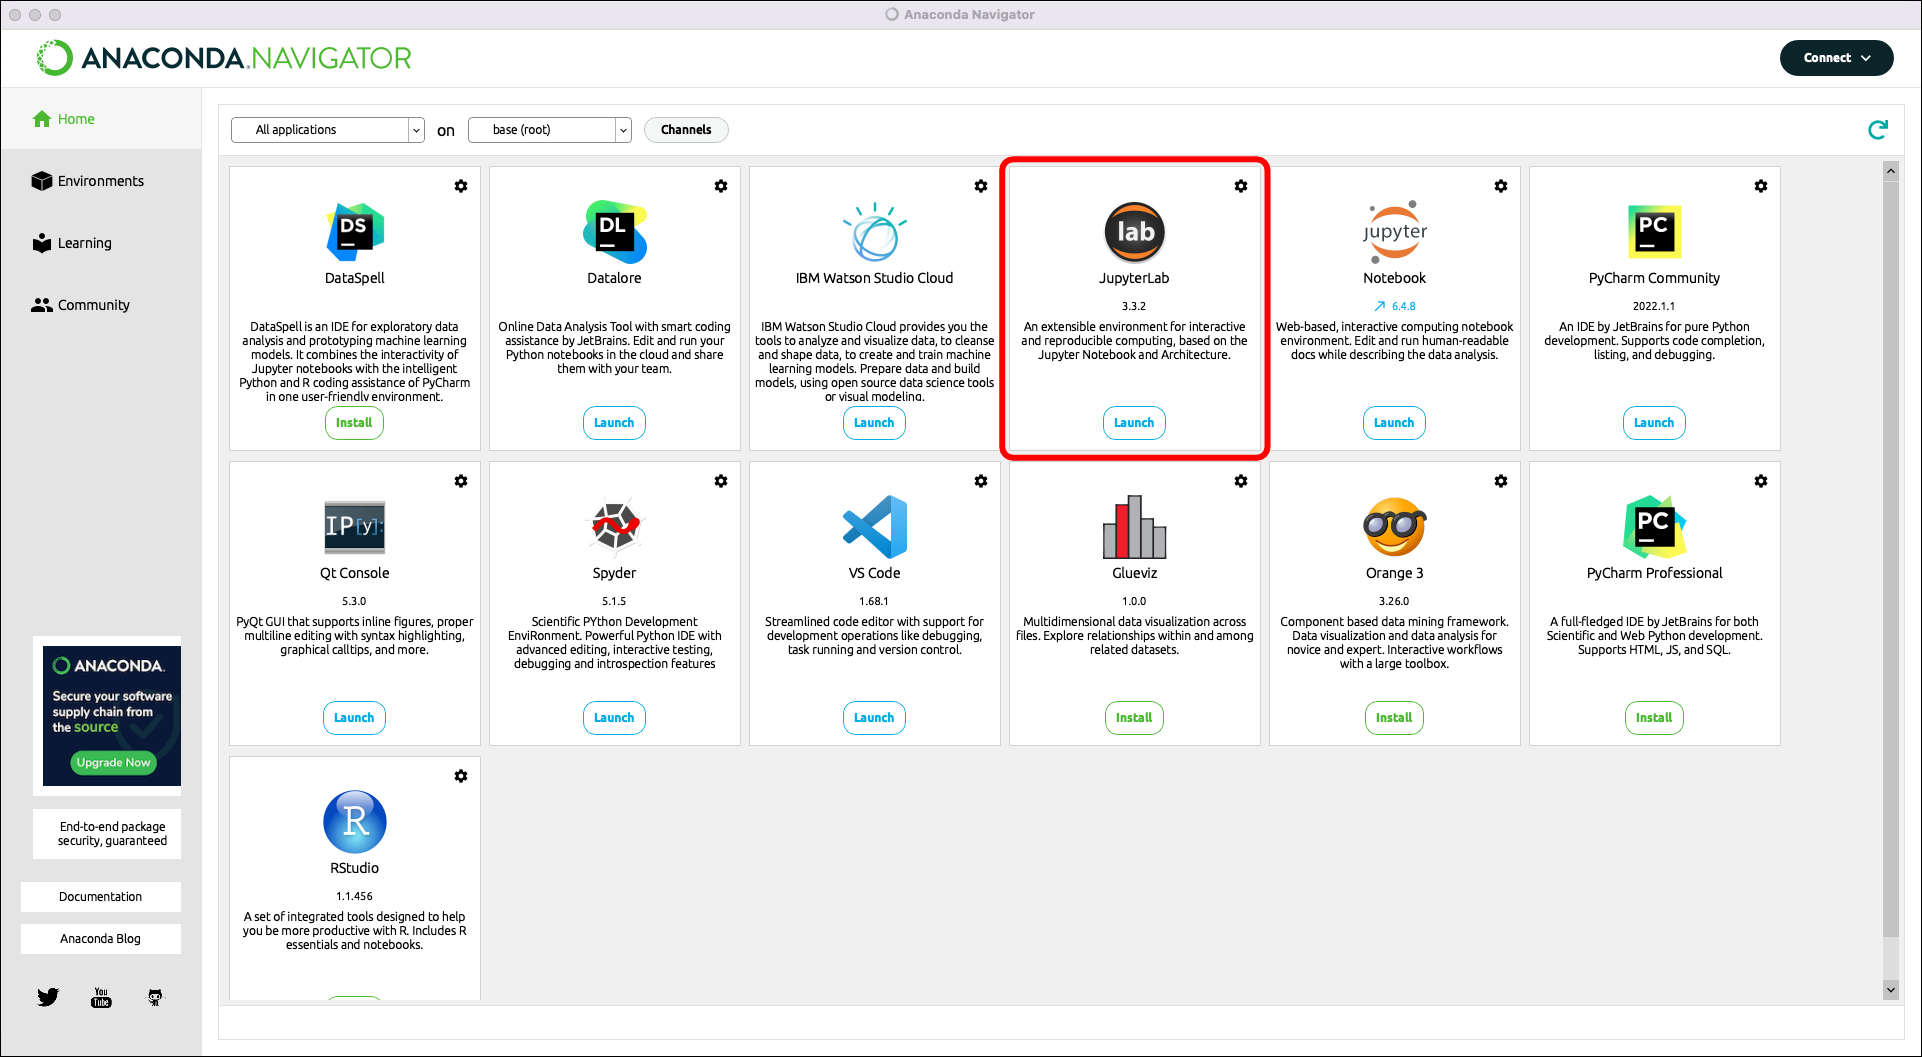 Anaconda Navigator
ANACONDA.NAVIGATOR
Connect
Home
Environments
Learning
Community
All applications
on
base (root)
Channels
DS
DataSpell
DataSpell is an IDE for exploratory data
analysis and prototyping machine learning
models. It combines the interactivity of
Jupyter notebooks with the intelligent
Python and R coding assistance of PyCharm
in one user-friendly environment.
Install
DL
Datalore
Online Data Analysis Tool with smart coding
assistance by JetBrains. Edit and run your
Python notebooks in the cloud and share
them with your team.
Launch
IBM Watson Studio Cloud
IBM Watson Studio Cloud provides you the
tools to analyze and visualize data, to cleanse
and shape data, to create and train machine
learning models. Prepare data and build
models, using open source data science tools
or visual modeling.
Launch
lab
JupyterLab
3.3.2
An extensible environment for interactive
and reproducible computing, based on the
Jupyter Notebook and Architecture.
Launch
jupyter
Notebook
6.4.8
Web-based, interactive computing notebook
environment. Edit and run human-readable
docs while describing the data analysis.
Launch
PC
PyCharm Community
2022.1.1
An IDE by JetBrains for pure Python
development. Supports code completion,
listing, and debugging.
Launch
IP[y]:
Qt Console
5.3.0
PyQt GUI that supports inline figures, proper
multiline editing with syntax highlighting,
graphical calltips, and more.
Launch
Spyder
5.1.5
Scientific PYthon Development
EnviRonment. Powerful Python IDE with
advanced editing, interactive testing,
debugging and introspection features
Launch
VS Code
1.68.1
Streamlined code editor with support for
development operations like debugging,
task running and version control.
Launch
Glueviz
1.0.0
Multidimensional data visualization across
files. Explore relationships within and among
related datasets.
Install
Orange 3
3.26.0
Component based data mining framework.
Data visualization and data analysis for
novice and expert. Interactive workflows
with a large toolbox.
Install
PC
PyCharm Professional
A full-fledged IDE by JetBrains for both
Scientific and Web Python development.
Supports HTML, JS, and SQL.
Install
R
RStudio
1.1.456
A set of integrated tools designed to help
you be more productive with R. Includes R
essentials and notebooks.
ANACONDA.
Secure your software
supply chain from
the source
Upgrade Now
End-to-end package
security, guaranteed
Documentation
Anaconda Blog
You
Tube